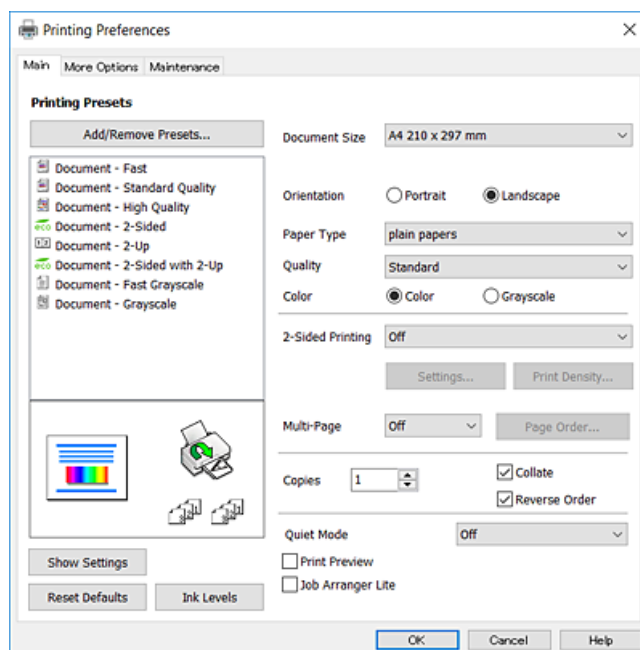 Printing Preferences
Main More Options Maintenance
Printing Presets
Add/Remove Presets...
Document - Fast
Document - Standard Quality
Document - High Quality
eco Document - 2-Sided
Document - 2-Up
eco Document - 2-Sided with 2-Up
Document - Fast Grayscale
Document - Grayscale
Show Settings
Reset Defaults Ink Levels
Document Size A4 210 x 297 mm
Orientation Portrait Landscape
Paper Type plain papers
Quality Standard
Color Color Grayscale
2-Sided Printing Off
Settings... Print Density...
Multi-Page Off Page Order...
Copies 1 Collate
Reverse Order
Quiet Mode Off
Print Preview
Job Arranger Lite
OK Cancel Help